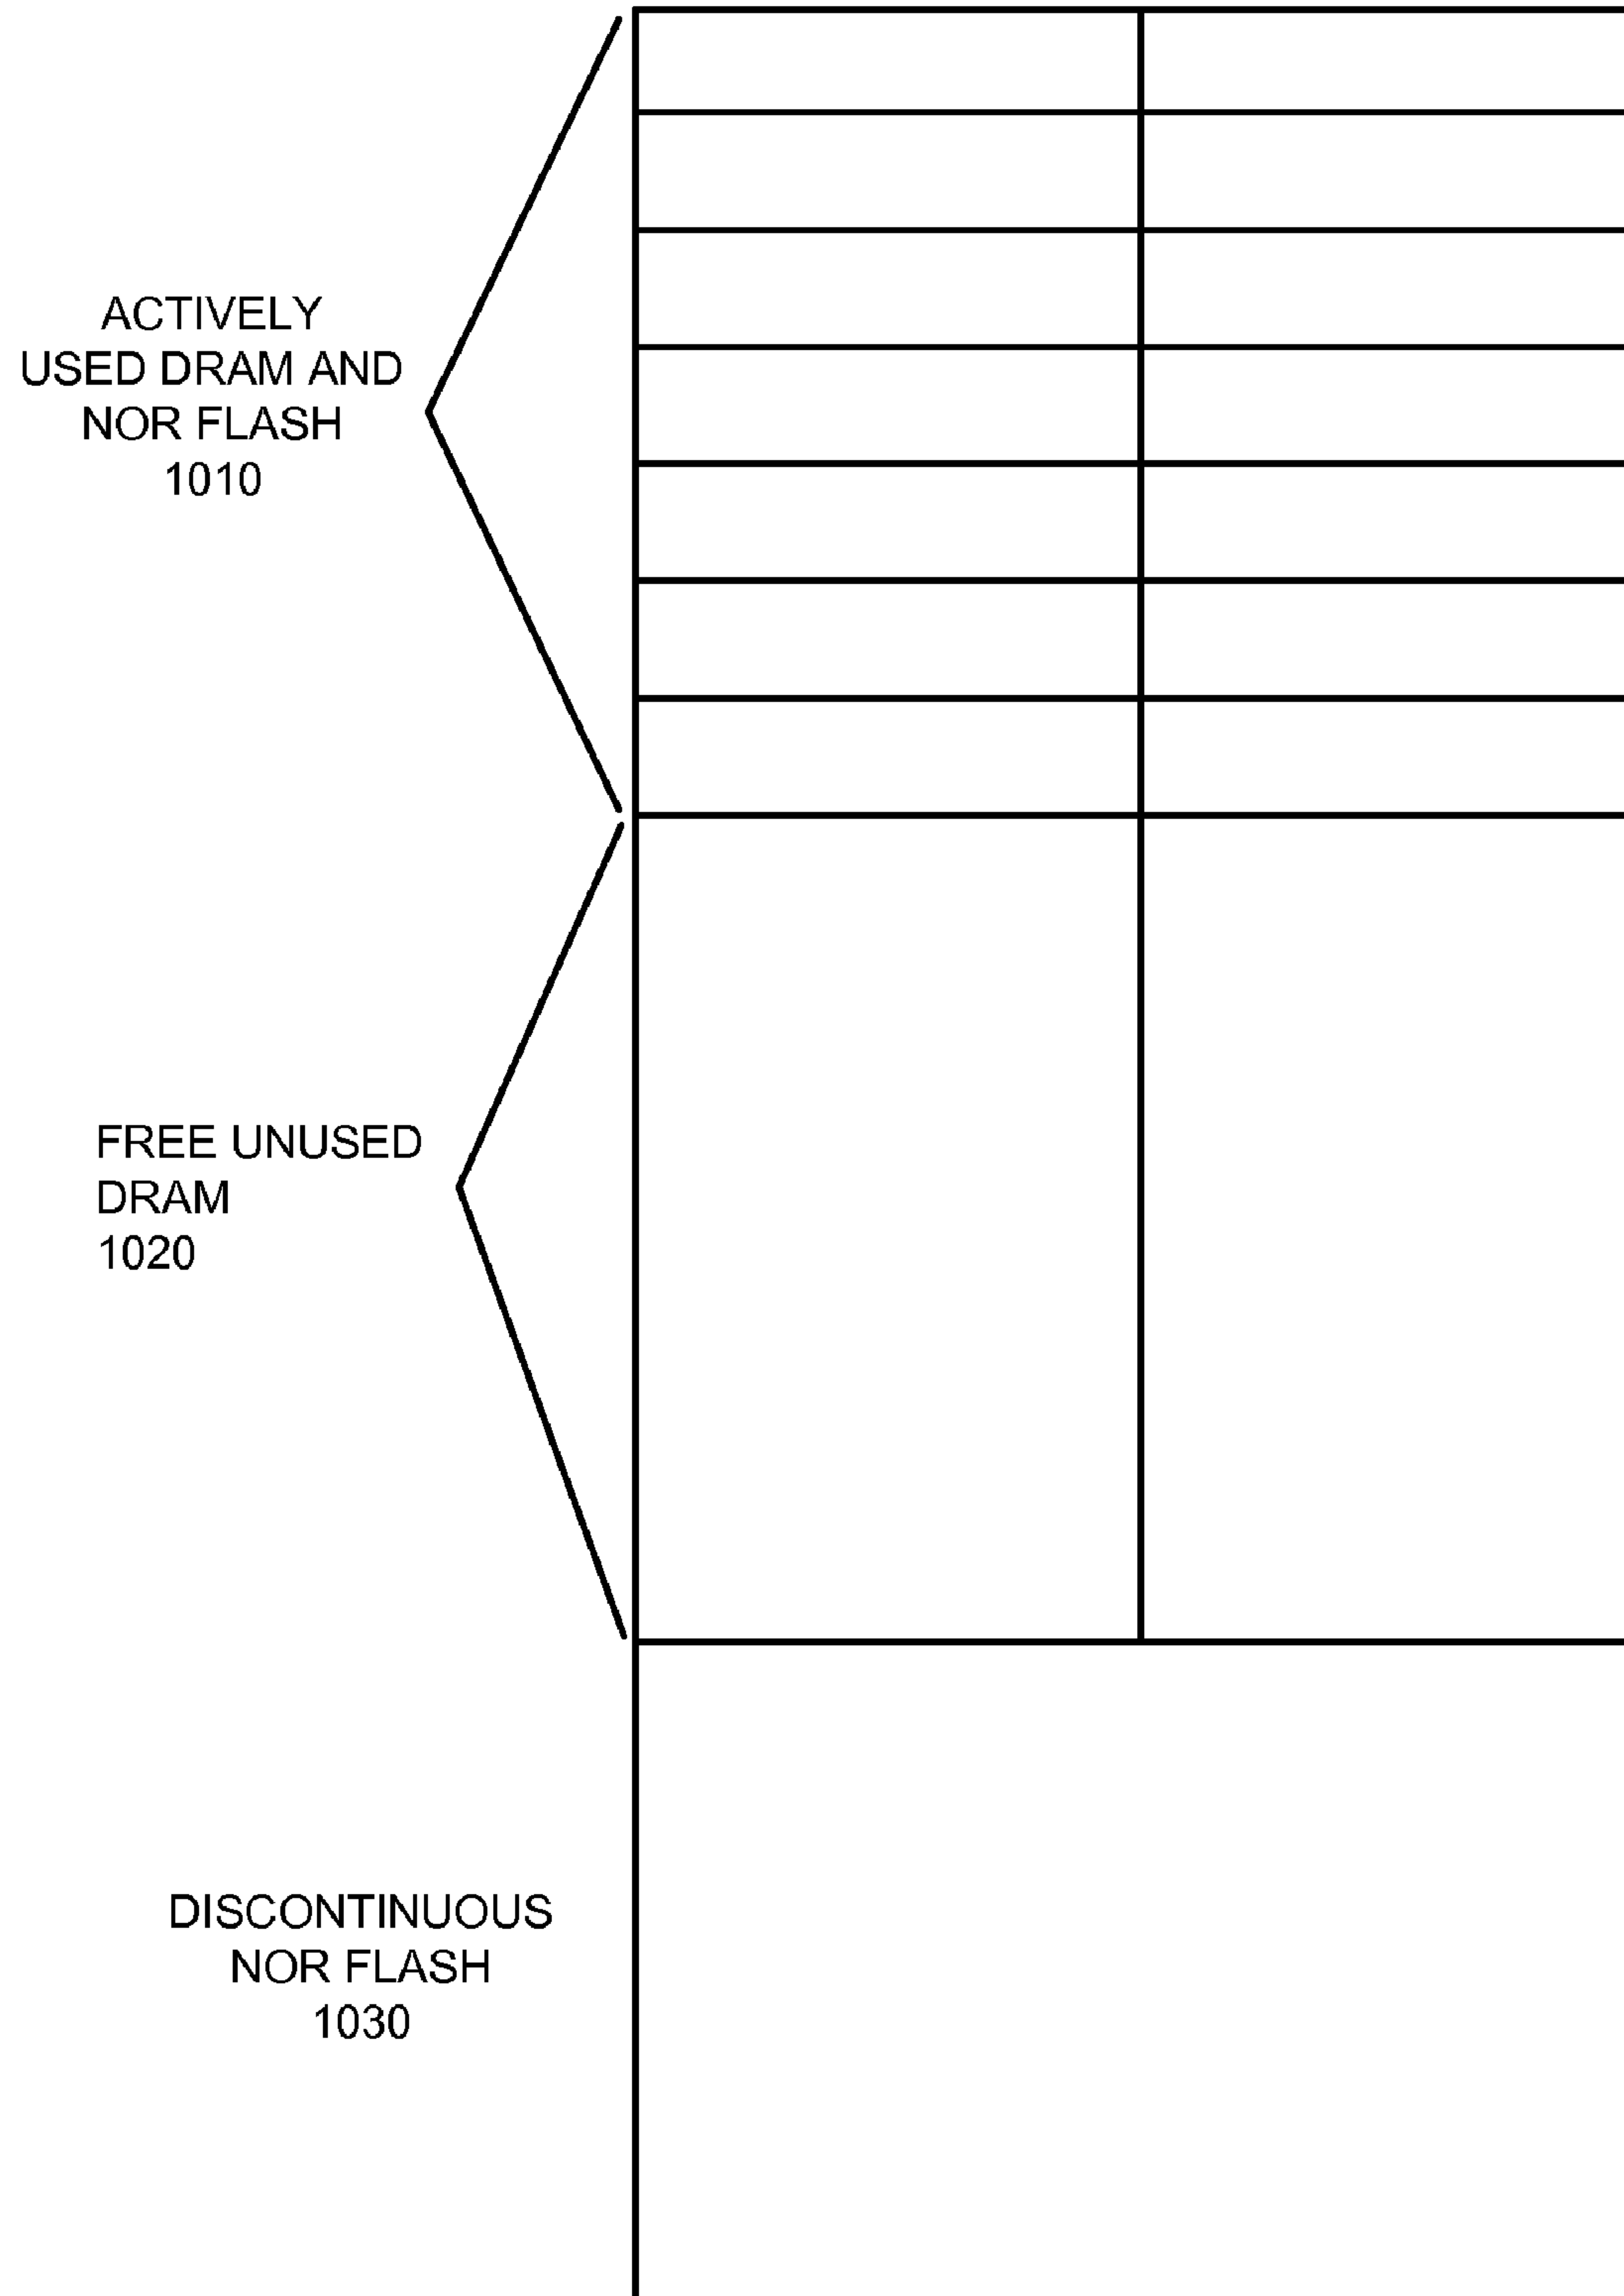 ACTIVELY
USED DRAM AND
NOR FLASH
1010
FREE UNUSED
DRAM
1020
DISCONTINUOUS
NOR FLASH
1030